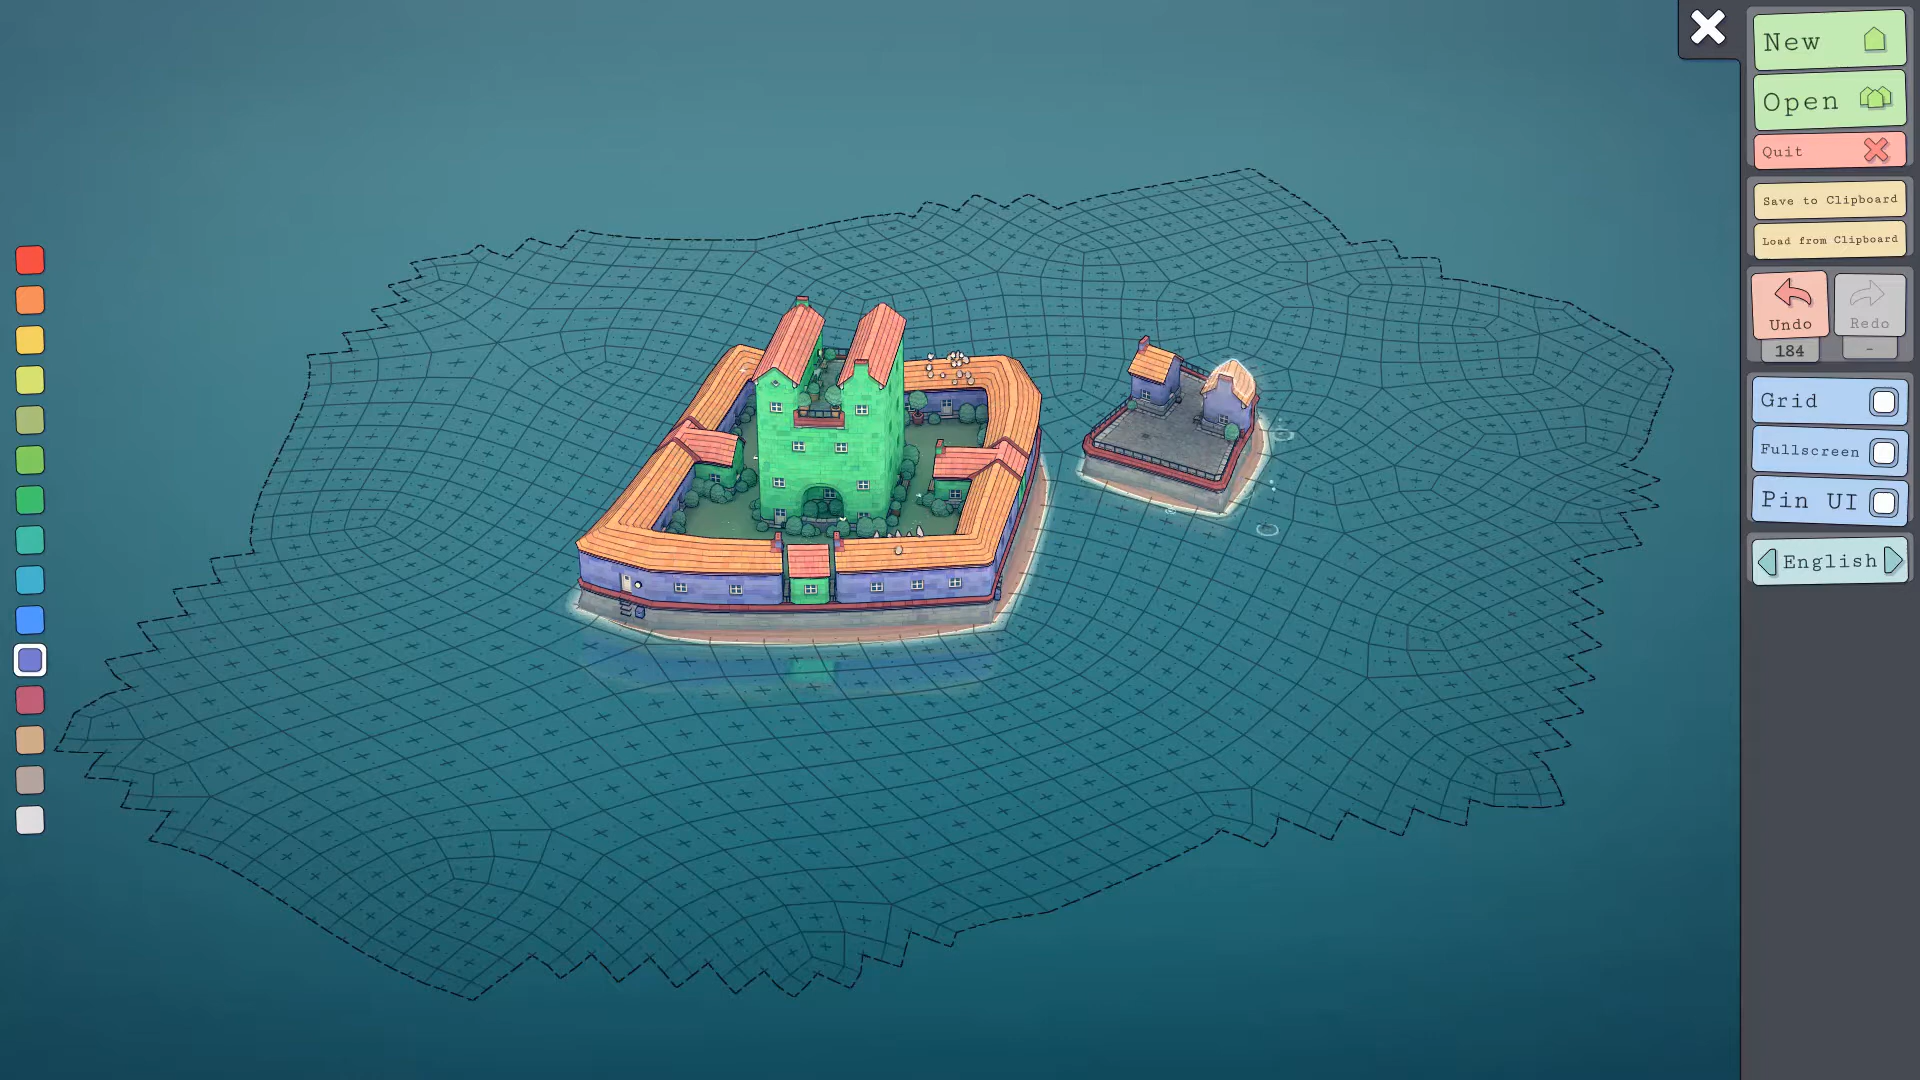 New
Open
Quit
Save to Clipboard
Load from Clipboard
Undo
Redo
184
-
Grid
Fullscreen
Pin UI
English